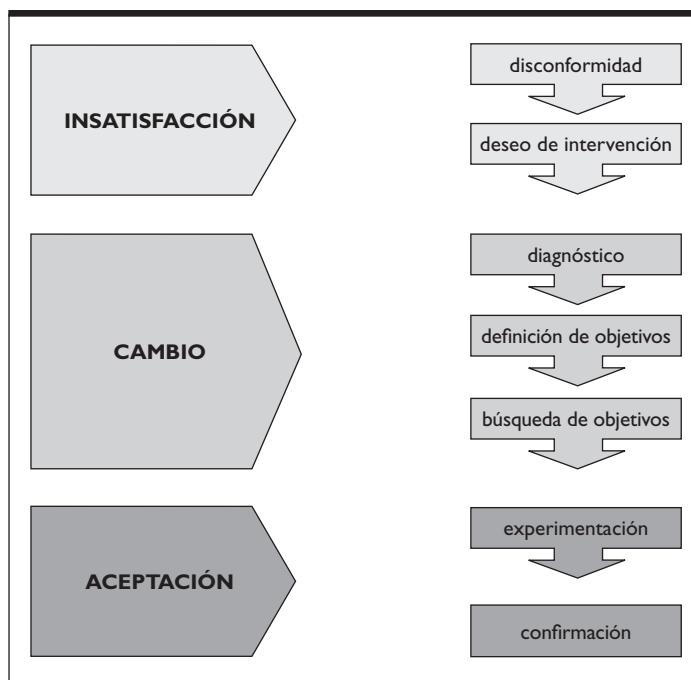 INSATISFACCIÓN
disconformidad
deseo de intervención
CAMBIO
diagnóstico
definición de objetivos
búsqueda de objetivos
ACEPTACIÓN
experimentación
confirmación